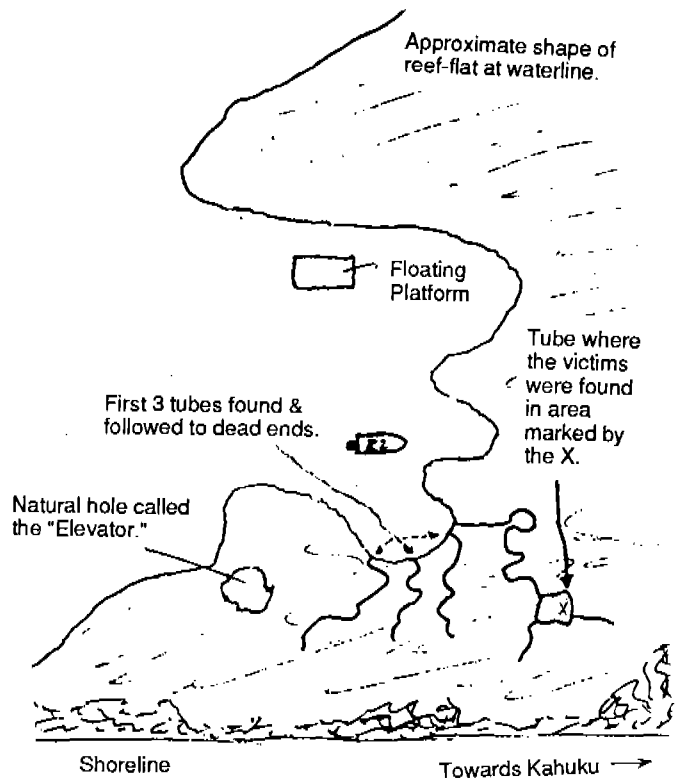 Approximate shape of
reef-flat at waterline.
Floating
Platform
Tube where
the victims
were found
in area
marked by
the X.
First 3 tubes found &
followed to dead ends.
Natural hole called
the "Elevator."
X
Shoreline
Towards Kahuku